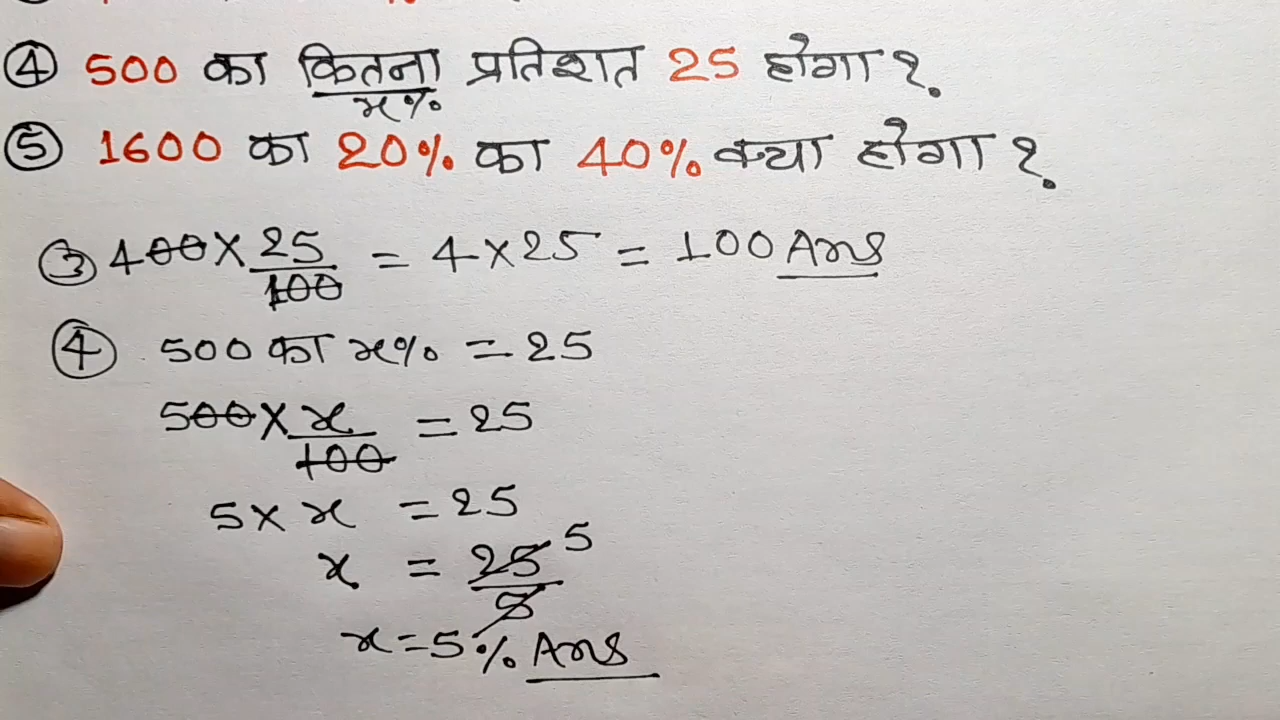 ④ 500 का कितना प्रतिशत 25 होगा ?
x%
⑤ 1600 का 20% का 40% क्या होगा ?
③ 400 × 25/100 = 4 × 25 = 100 Ans
④ 500 का x% = 25
500 × x/100 = 25
5 × x = 25
x = 25/5 5
x = 5% Ans